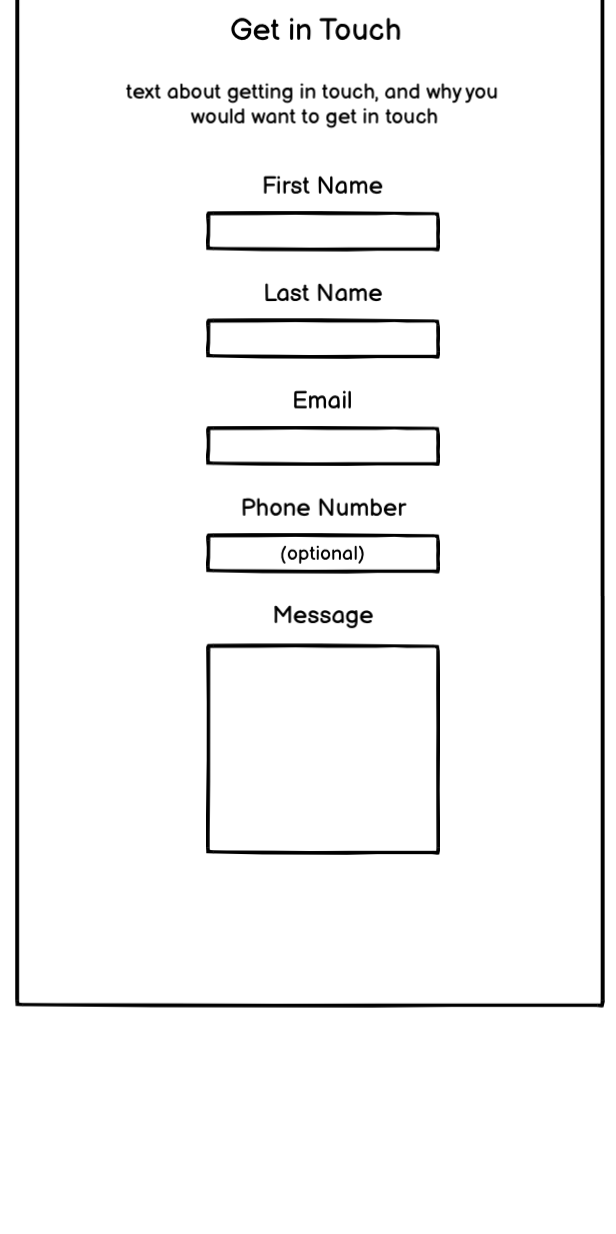 Get in Touch
text about getting in touch, and why you
would want to get in touch
First Name
Last Name
Email
Phone Number
(optional)
Message